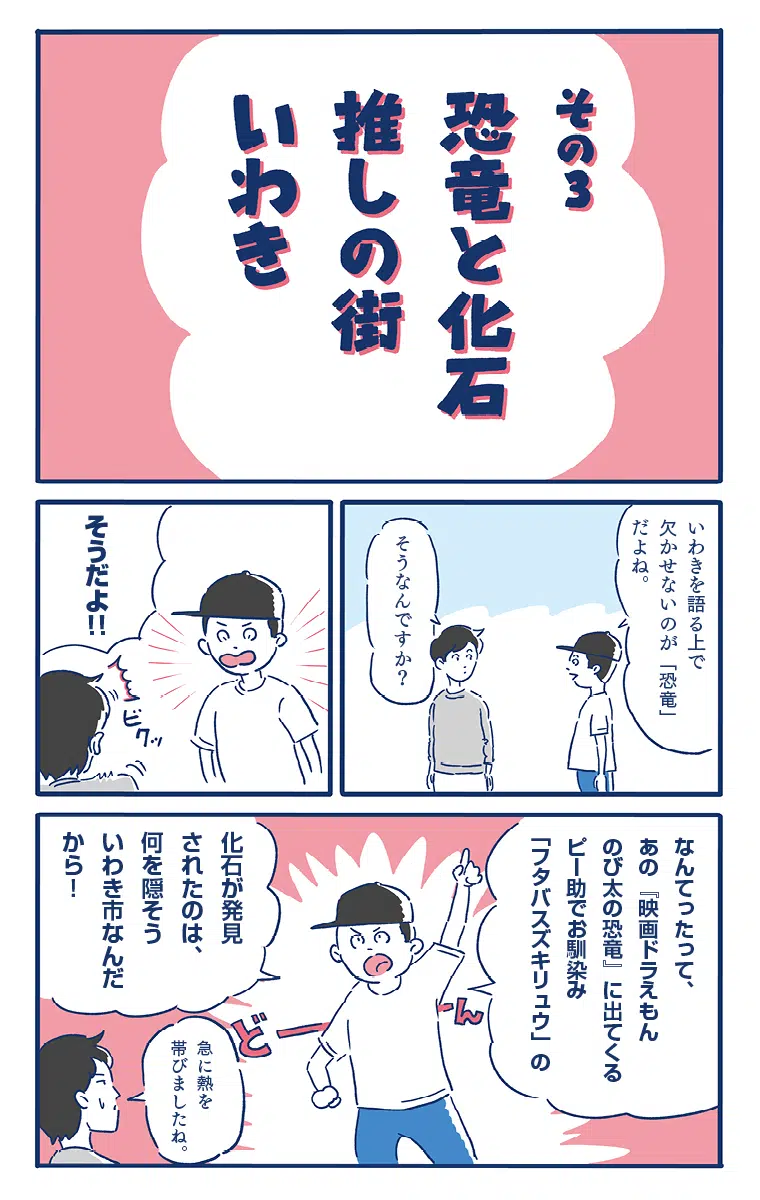 その3
恐竜と化石
推しの街
いわき
いわきを語る上で
欠かせないのが「恐竜」
だよね。
そうなんですか？
そうだよ!!
ビクッ
なんてったって、
あの『映画ドラえもん
のび太の恐竜』に出てくる
ピー助でお馴染み
「フタバスズキリュウ」の
化石が発見
されたのは、
何を隠そう
いわき市なんだ
から！
どーーーん
急に熱を
帯びましたね。